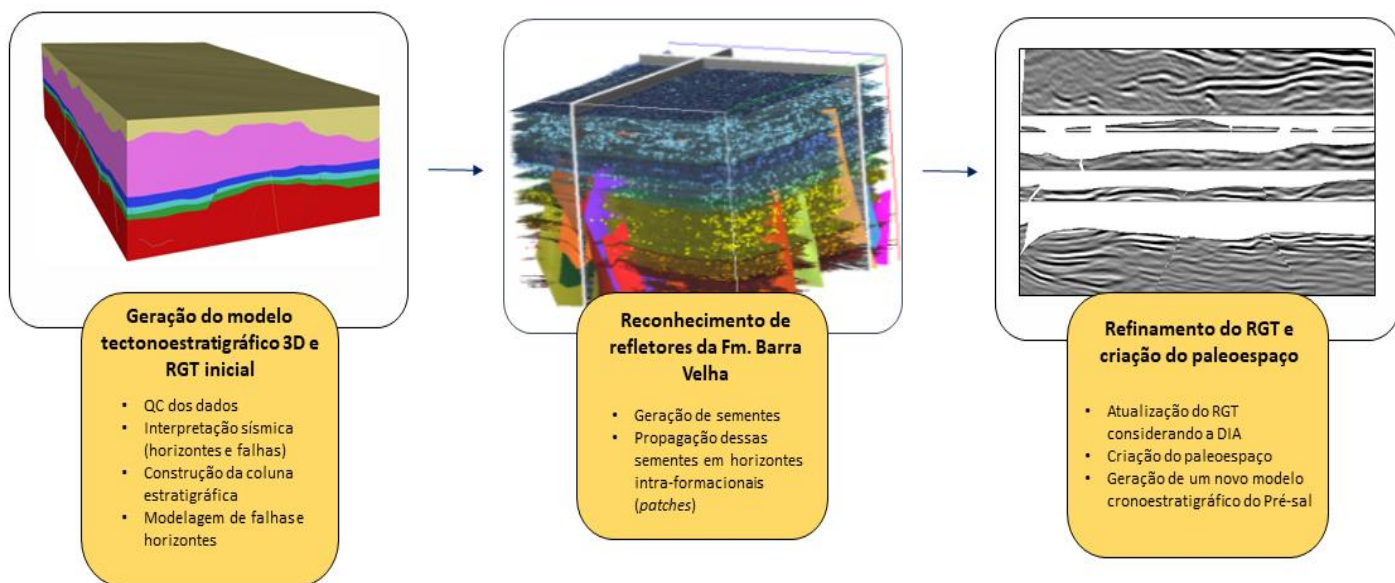 Geração do modelo
tectonoestratigráfico 3D e
RGT inicial
• QC dos dados
• Interpretação sísmica
(horizontes e falhas)
• Construção da coluna
estratigráfica
• Modelagem de falhas e
horizontes
Reconhecimento de
refletores da Fm. Barra
Velha
• Geração de sementes
• Propagação dessas
sementes em horizontes
intra-formacionais
(patches)
Refinamento do RGT e
criação do paleoespaço
• Atualização do RGT
considerando a DIA
• Criação do paleoespaço
• Geração de um novo modelo
cronoestratigráfico do Pré-sal